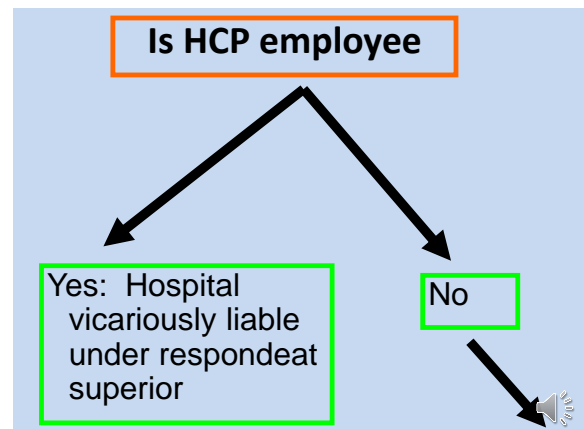 Is HCP employee
Yes: Hospital
vicariously liable
under respondeat
superior
No